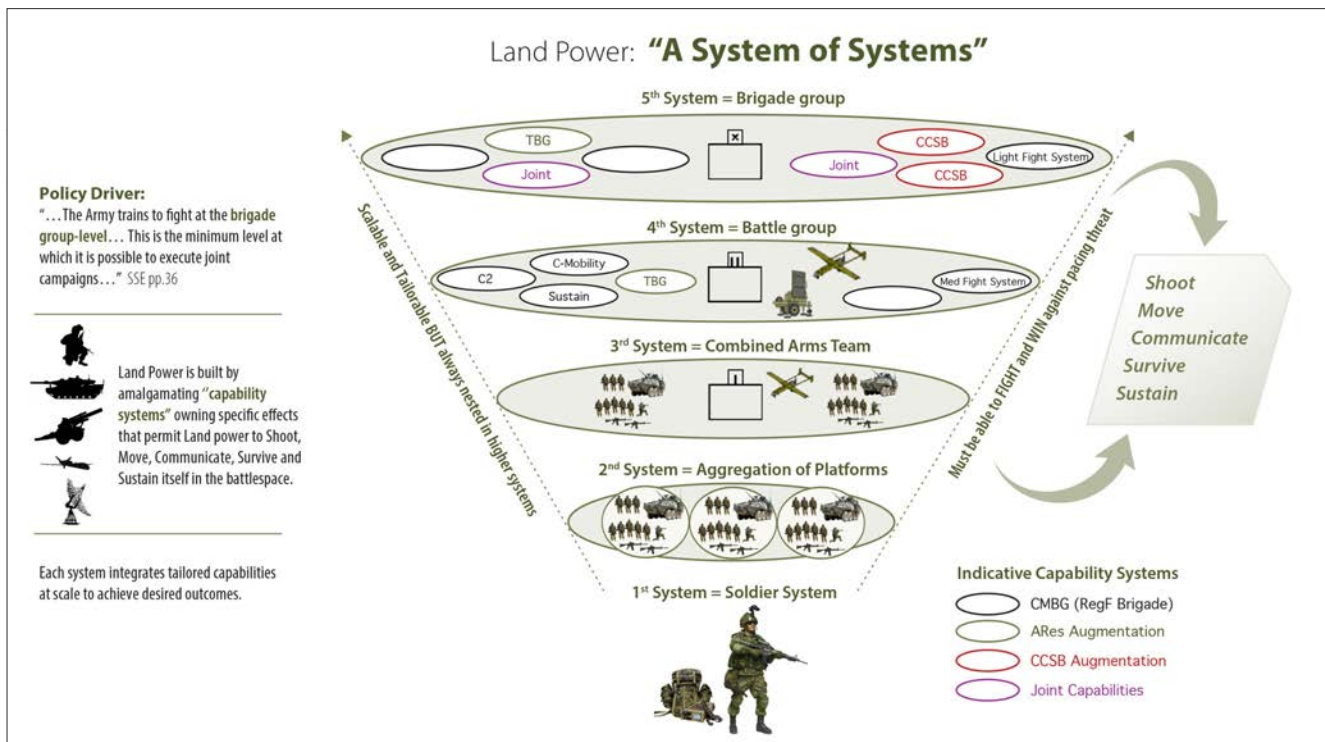 Land Power: "A System of Systems"
5th System = Brigade group
TBG
Joint
Joint
CCSB
CCSB
Light Fight System
Policy Driver:
"…The Army trains to fight at the brigade
group-level… This is the minimum level at
which it is possible to execute joint
campaigns…" SSE pp.36
Land Power is built by
amalgamating "capability
systems" owning specific effects
that permit Land power to Shoot,
Move, Communicate, Survive and
Sustain itself in the battlespace.
Each system integrates tailored capabilities
at scale to achieve desired outcomes.
Scalable and Tailorable BUT always nested in higher systems
4th System = Battle group
C2
C-Mobility
Sustain
TBG
Med Fight System
3rd System = Combined Arms Team
2nd System = Aggregation of Platforms
1st System = Soldier System
Must be able to FIGHT and WIN against pacing threat
Shoot
Move
Communicate
Survive
Sustain
Indicative Capability Systems
CMBG (RegF Brigade)
ARes Augmentation
CCSB Augmentation
Joint Capabilities